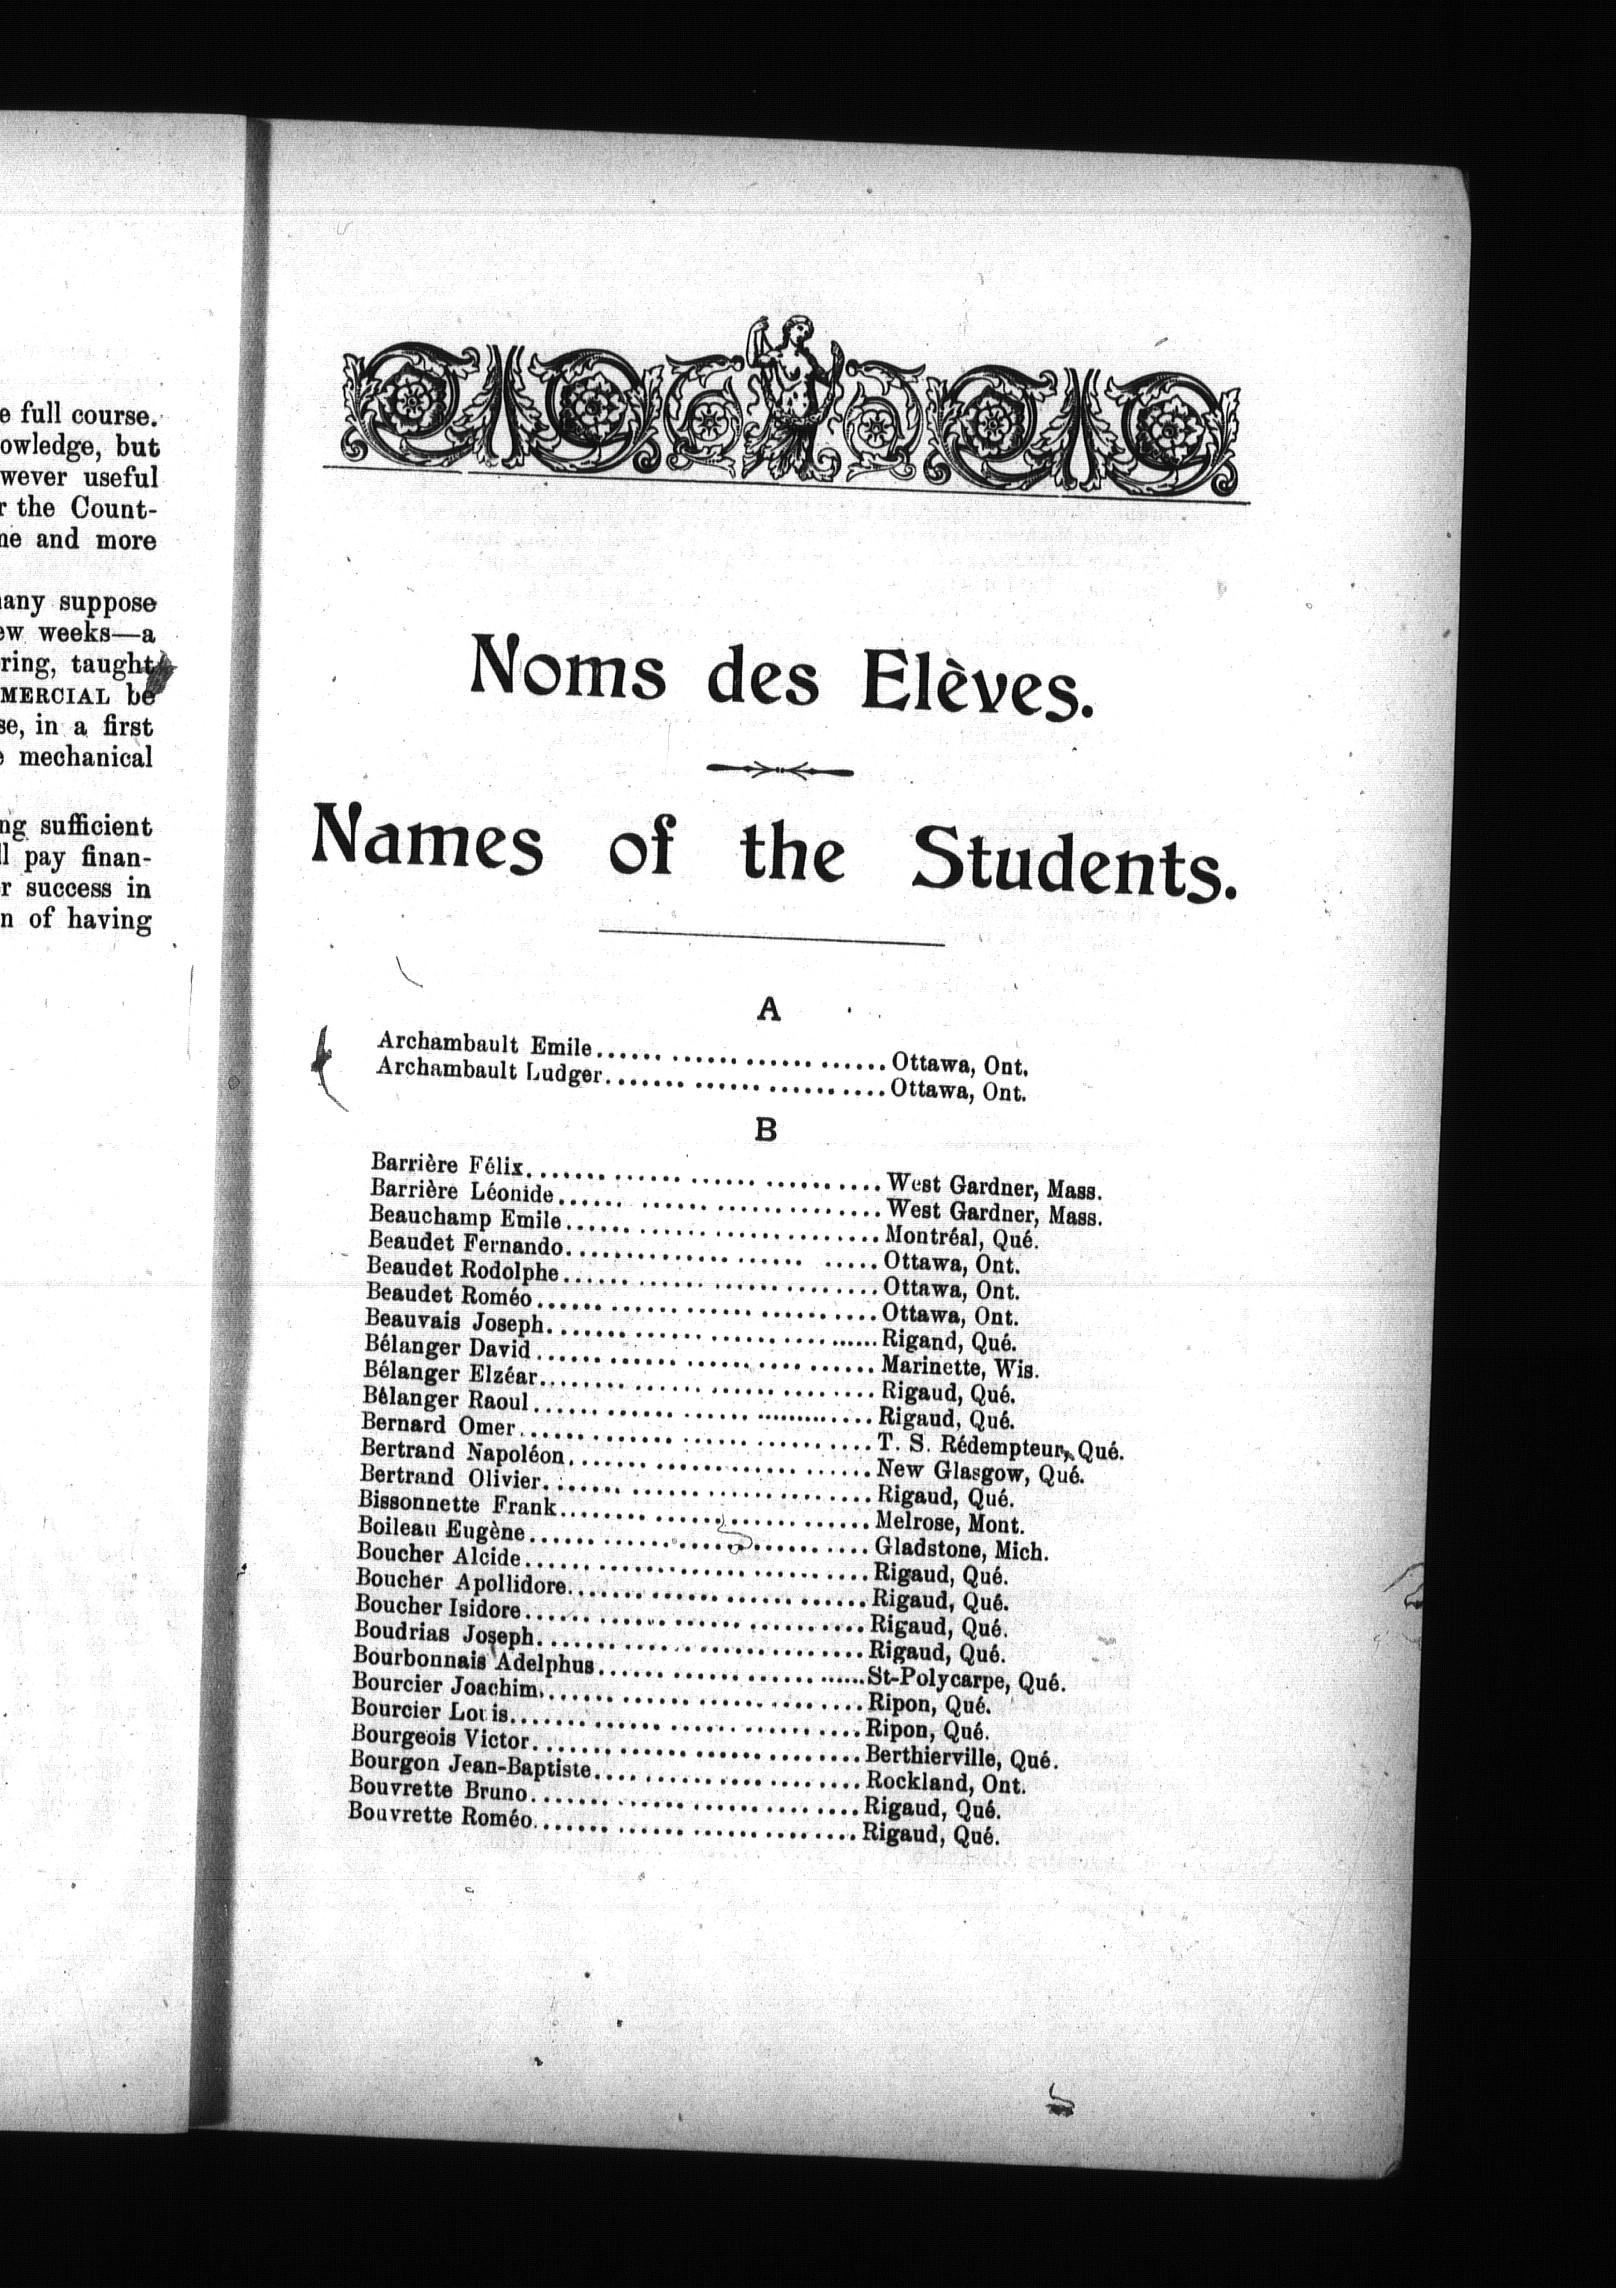 e full course.
owledge, but
wever useful
r the Count-
ne and more
any suppose
ew weeks—a
ring, taught
MERCIAL be
se, in a first
e mechanical
ng sufficient
ll pay finan-
r success in
n of having
Noms des Elèves.
Names of the Students.
A
Archambault Emile........................Ottawa, Ont.
Archambault Ludger........................Ottawa, Ont.
B
Barrière Félix........................West Gardner, Mass.
Barrière Léonide........................West Gardner, Mass.
Beauchamp Emile........................Montréal, Qué.
Beaudet Fernando........................Ottawa, Ont.
Beaudet Rodolphe........................Ottawa, Ont.
Beaudet Roméo........................Ottawa, Ont.
Beauvais Joseph........................Rigand, Qué.
Bélanger David........................Marinette, Wis.
Bélanger Elzéar........................Rigaud, Qué.
Bélanger Raoul........................Rigaud, Qué.
Bernard Omer........................T. S. Rédempteur, Qué.
Bertrand Napoléon........................New Glasgow, Qué.
Bertrand Olivier........................Rigaud, Qué.
Bissonnette Frank........................Melrose, Mont.
Boileau Eugène........................Gladstone, Mich.
Boucher Alcide........................Rigaud, Qué.
Boucher Apollidore........................Rigaud, Qué.
Boucher Isidore........................Rigaud, Qué.
Boudrias Joseph........................Rigaud, Qué.
Bourbonnais Adelphus........................St-Polycarpe, Qué.
Bourcier Joachim........................Ripon, Qué.
Bourcier Louis........................Ripon, Qué.
Bourgeois Victor........................Berthierville, Qué.
Bourgon Jean-Baptiste........................Rockland, Ont.
Bouvrette Bruno........................Rigaud, Qué.
Bouvrette Roméo........................Rigaud, Qué.